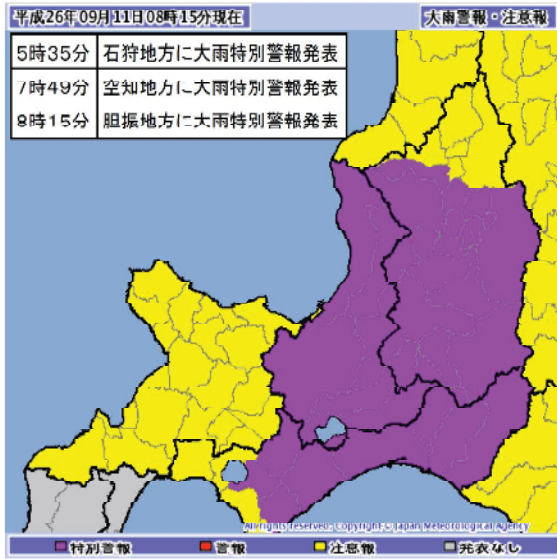 平成26年09月11日08時15分現在
大雨警報・注意報
5時35分 石狩地方に大雨特別警報発表
7時49分 空知地方に大雨特別警報発表
8時15分 胆振地方に大雨特別警報発表
All rights reserved. Copyright © Japan Meteorological Agency
特別警報 警報 注意報 発表なし